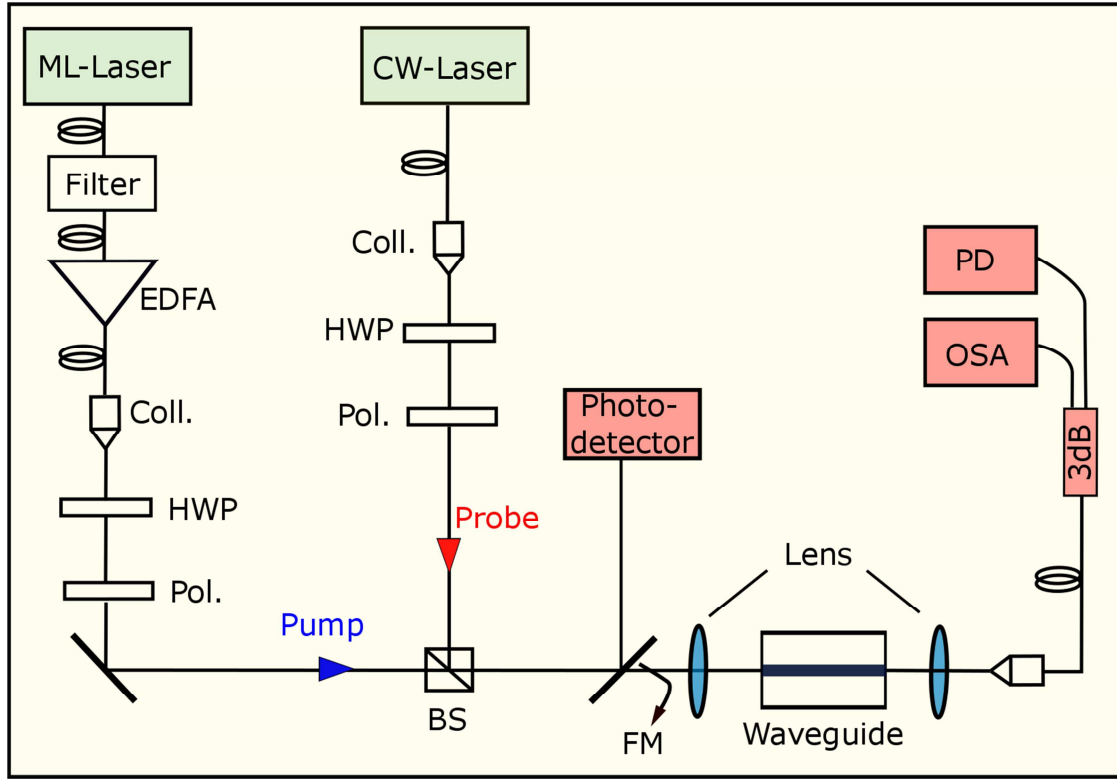 ML-Laser
CW-Laser
Filter
Coll.
PD
EDFA
HWP
OSA
Coll.
Pol.
Photo-
detector
3dB
HWP
Probe
Lens
Pol.
Pump
BS
FM
Waveguide